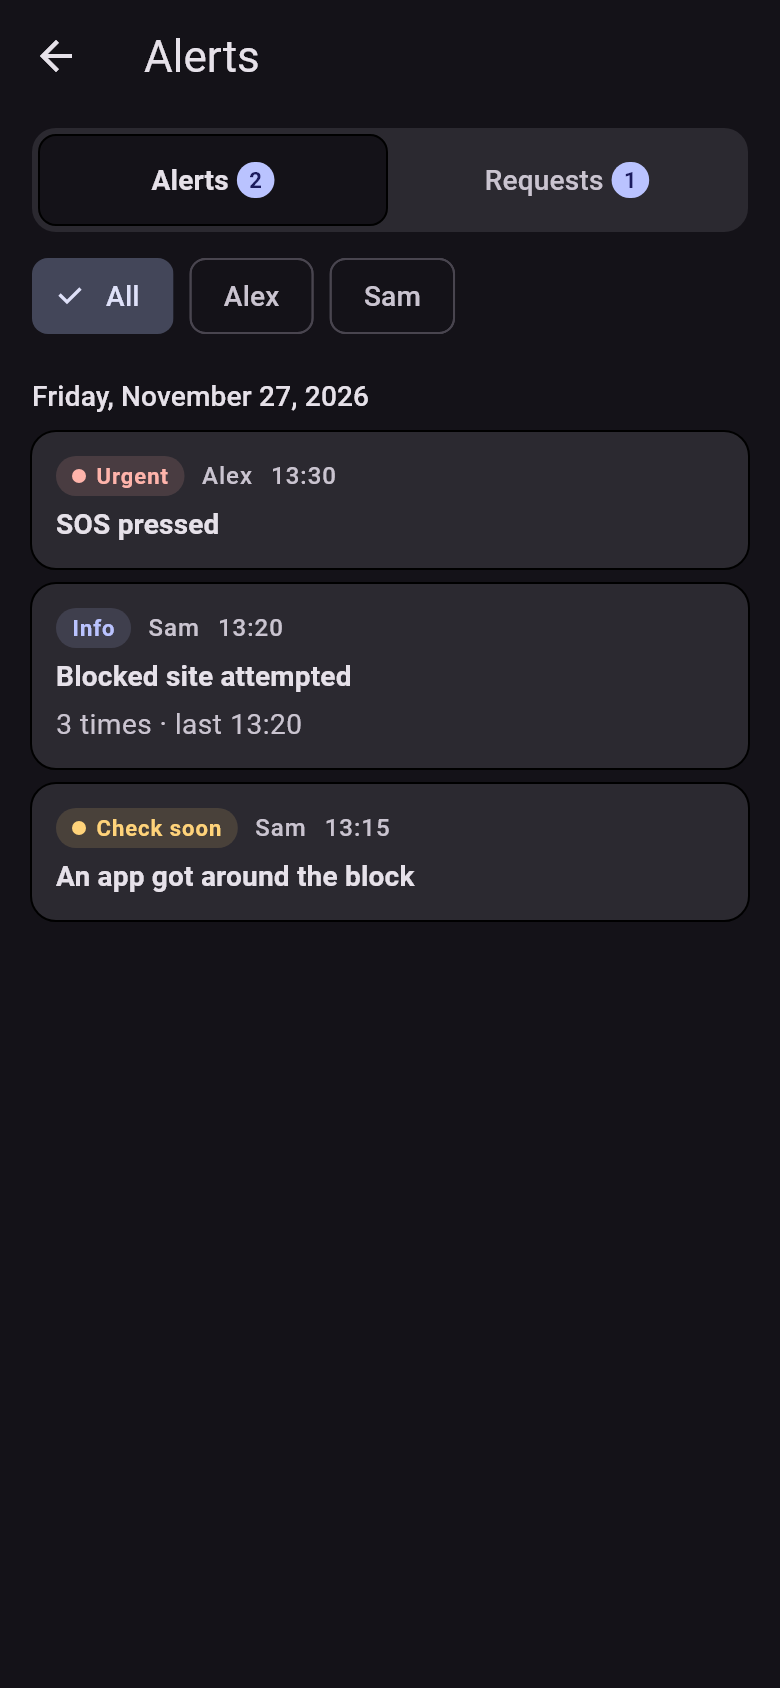 Alerts
Alerts 2 Requests 1
All Alex Sam
Friday, November 27, 2026
Urgent Alex 13:30
SOS pressed
Info Sam 13:20
Blocked site attempted
3 times · last 13:20
Check soon Sam 13:15
An app got around the block